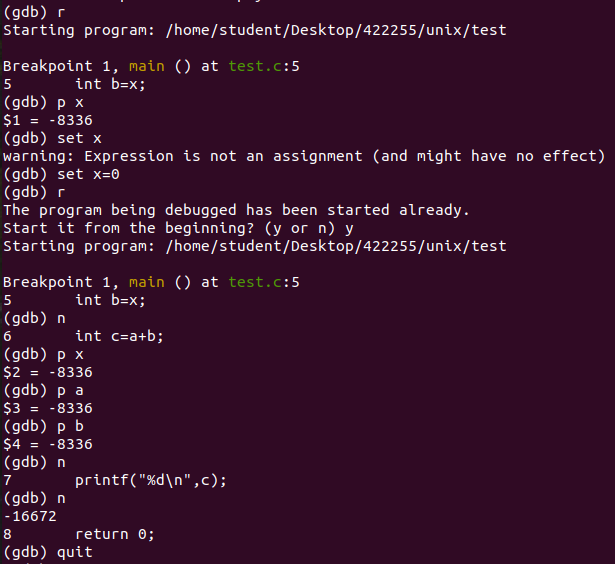 (gdb) r
Starting program: /home/student/Desktop/422255/unix/test
Breakpoint 1, main () at test.c:5
5       int b=x;
(gdb) p x
$1 = -8336
(gdb) set x
warning: Expression is not an assignment (and might have no effect)
(gdb) set x=0
(gdb) r
The program being debugged has been started already.
Start it from the beginning? (y or n) y
Starting program: /home/student/Desktop/422255/unix/test
Breakpoint 1, main () at test.c:5
5       int b=x;
(gdb) n
6       int c=a+b;
(gdb) p x
$2 = -8336
(gdb) p a
$3 = -8336
(gdb) p b
$4 = -8336
(gdb) n
7       printf("%d\n",c);
(gdb) n
-16672
8       return 0;
(gdb) quit